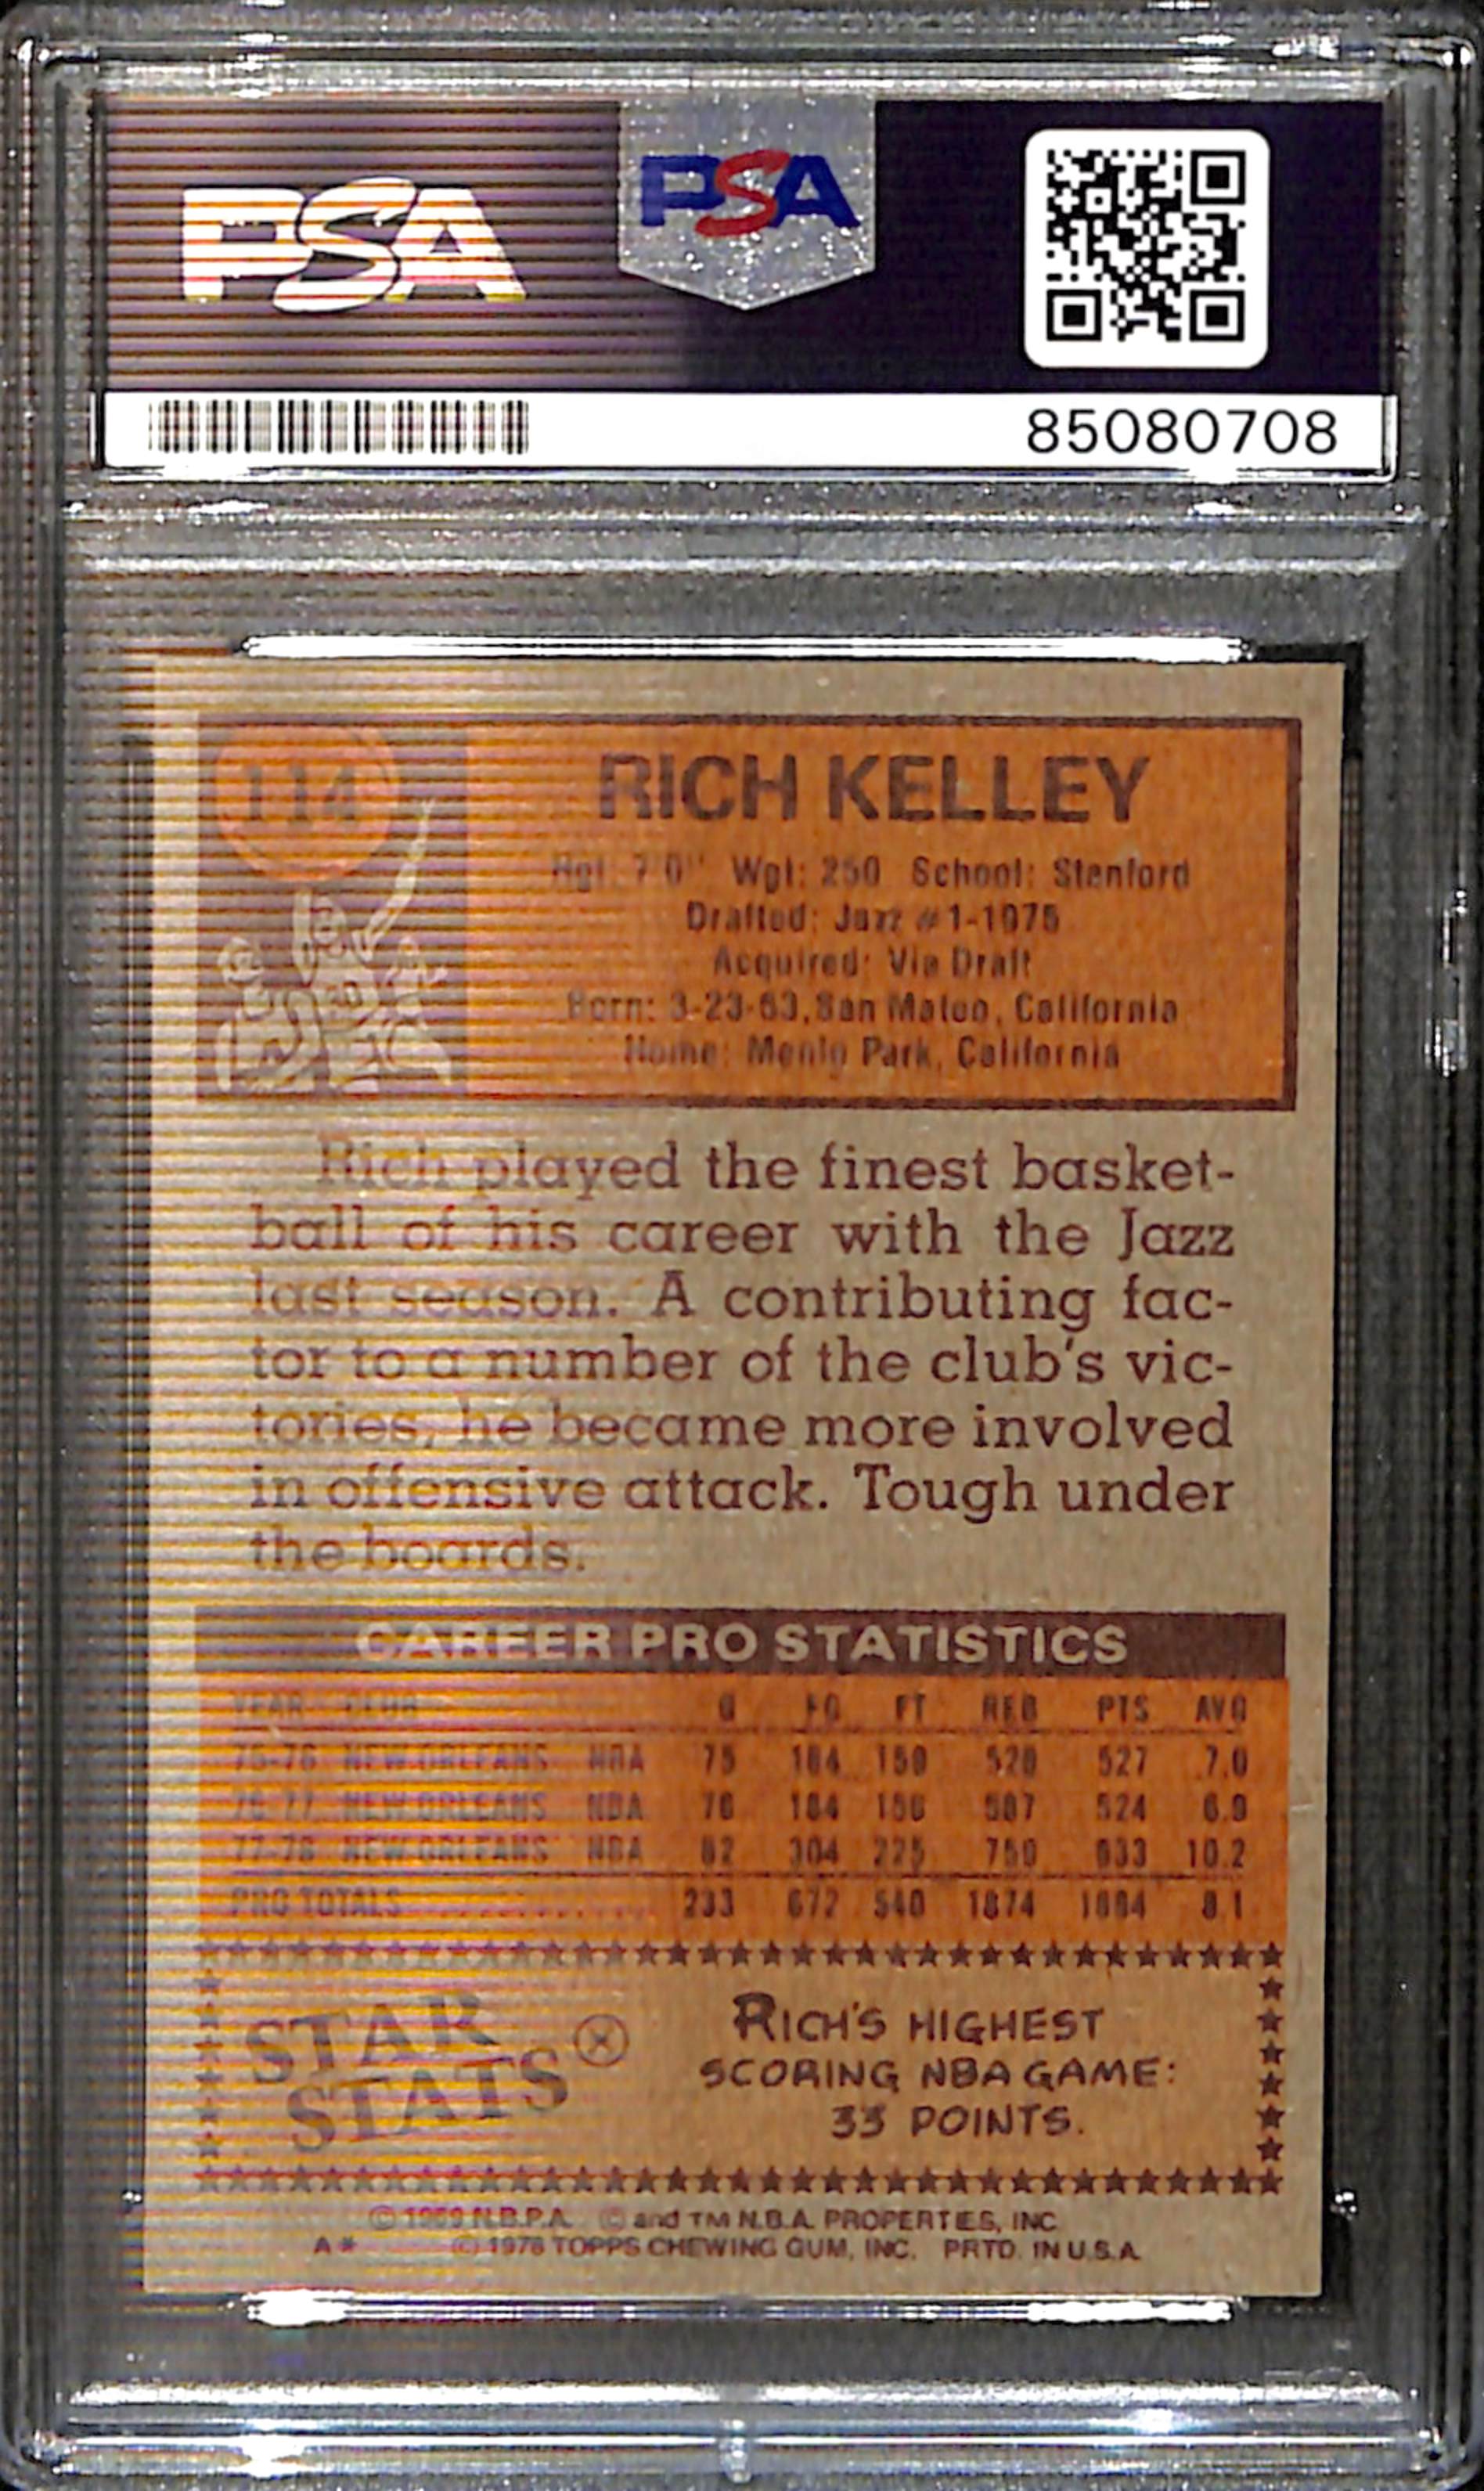 PSA
PSA
85080708
114
RICH KELLEY
Hgt: 7'0" Wgt: 250 School: Stanford
Drafted: Jazz #1-1975
Acquired: Via Draft
Born: 3-23-53, San Mateo, California
Home: Menlo Park, California
Rich played the finest basket-
ball of his career with the Jazz
last season. A contributing fac-
tor to a number of the club's vic-
tories, he became more involved
in offensive attack. Tough under
the boards.
CAREER PRO STATISTICS
YEAR CLUB G FG FT REB PTS AVG
75-76 NEW ORLEANS NBA 75 184 159 528 527 7.0
76-77 NEW ORLEANS NBA 76 184 156 587 524 6.9
77-78 NEW ORLEANS NBA 82 304 225 759 833 10.2
PRO TOTALS 233 672 540 1874 1884 8.1
STAR
STATS
RICH'S HIGHEST
SCORING NBA GAME:
33 POINTS.
© 1969 N.B.P.A. © and TM N.B.A. PROPERTIES, INC.
A* © 1978 TOPPS CHEWING GUM, INC. PRTD. IN U.S.A.